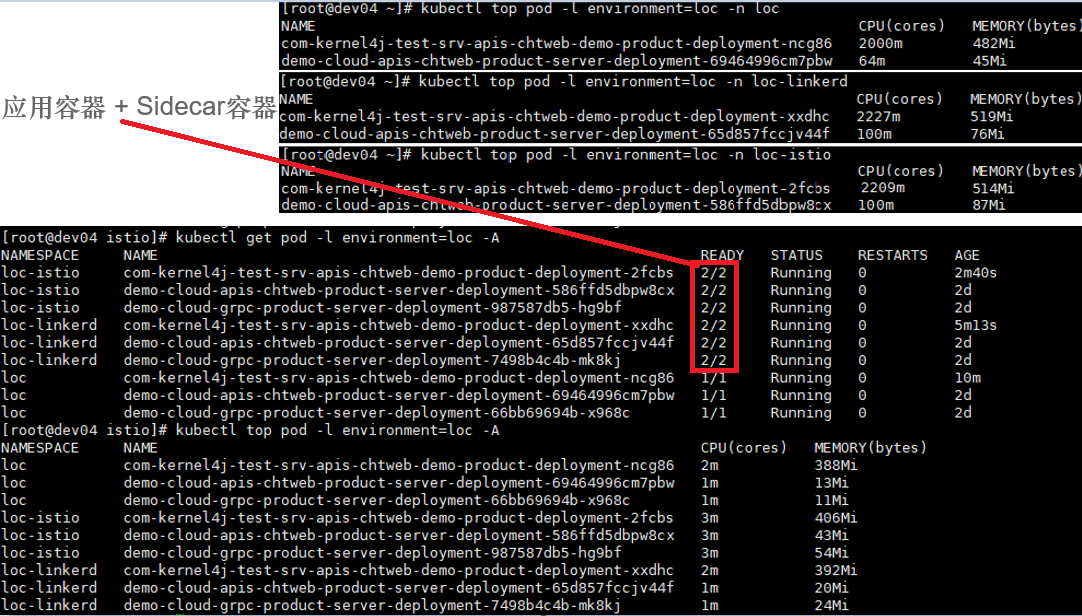 [root@dev04 ~]# kubectl top pod -l environment=loc -n loc
NAME CPU(cores) MEMORY(bytes)
com-kernel4j-test-srv-apis-chtweb-demo-product-deployment-ncg86 2000m 482Mi
demo-cloud-apis-chtweb-product-server-deployment-69464996cm7pbw 64m 45Mi
[root@dev04 ~]# kubectl top pod -l environment=loc -n loc-linkerd
NAME CPU(cores) MEMORY(bytes)
com-kernel4j-test-srv-apis-chtweb-demo-product-deployment-xxdhc 2227m 519Mi
demo-cloud-apis-chtweb-product-server-deployment-65d857fccjv44f 100m 76Mi
应用容器 + Sidecar容器
[root@dev04 ~]# kubectl top pod -l environment=loc -n loc-istio
NAME CPU(cores) MEMORY(bytes)
com-kernel4j-test-srv-apis-chtweb-demo-product-deployment-2fcbs 2209m 514Mi
demo-cloud-apis-chtweb-product-server-deployment-586ffd5dbpw8cx 100m 87Mi
[root@dev04 istio]# kubectl get pod -l environment=loc -A
NAMESPACE NAME READY STATUS RESTARTS AGE
loc-istio com-kernel4j-test-srv-apis-chtweb-demo-product-deployment-2fcbs 2/2 Running 0 2m40s
loc-istio demo-cloud-apis-chtweb-product-server-deployment-586ffd5dbpw8cx 2/2 Running 0 2d
loc-istio demo-cloud-grpc-product-server-deployment-987587db5-hg9bf 2/2 Running 0 2d
loc-linkerd com-kernel4j-test-srv-apis-chtweb-demo-product-deployment-xxdhc 2/2 Running 0 5m13s
loc-linkerd demo-cloud-apis-chtweb-product-server-deployment-65d857fccjv44f 2/2 Running 0 2d
loc-linkerd demo-cloud-grpc-product-server-deployment-7498b4c4b-mk8kj 2/2 Running 0 2d
loc com-kernel4j-test-srv-apis-chtweb-demo-product-deployment-ncg86 1/1 Running 0 10m
loc demo-cloud-apis-chtweb-product-server-deployment-69464996cm7pbw 1/1 Running 0 2d
loc demo-cloud-grpc-product-server-deployment-66bb69694b-x968c 1/1 Running 0 2d
[root@dev04 istio]# kubectl top pod -l environment=loc -A
NAMESPACE NAME CPU(cores) MEMORY(bytes)
loc com-kernel4j-test-srv-apis-chtweb-demo-product-deployment-ncg86 2m 388Mi
loc demo-cloud-apis-chtweb-product-server-deployment-69464996cm7pbw 1m 13Mi
loc demo-cloud-grpc-product-server-deployment-66bb69694b-x968c 1m 11Mi
loc-istio com-kernel4j-test-srv-apis-chtweb-demo-product-deployment-2fcbs 3m 406Mi
loc-istio demo-cloud-apis-chtweb-product-server-deployment-586ffd5dbpw8cx 3m 43Mi
loc-istio demo-cloud-grpc-product-server-deployment-987587db5-hg9bf 3m 54Mi
loc-linkerd com-kernel4j-test-srv-apis-chtweb-demo-product-deployment-xxdhc 2m 392Mi
loc-linkerd demo-cloud-apis-chtweb-product-server-deployment-65d857fccjv44f 1m 20Mi
loc-linkerd demo-cloud-grpc-product-server-deployment-7498b4c4b-mk8kj 1m 24Mi